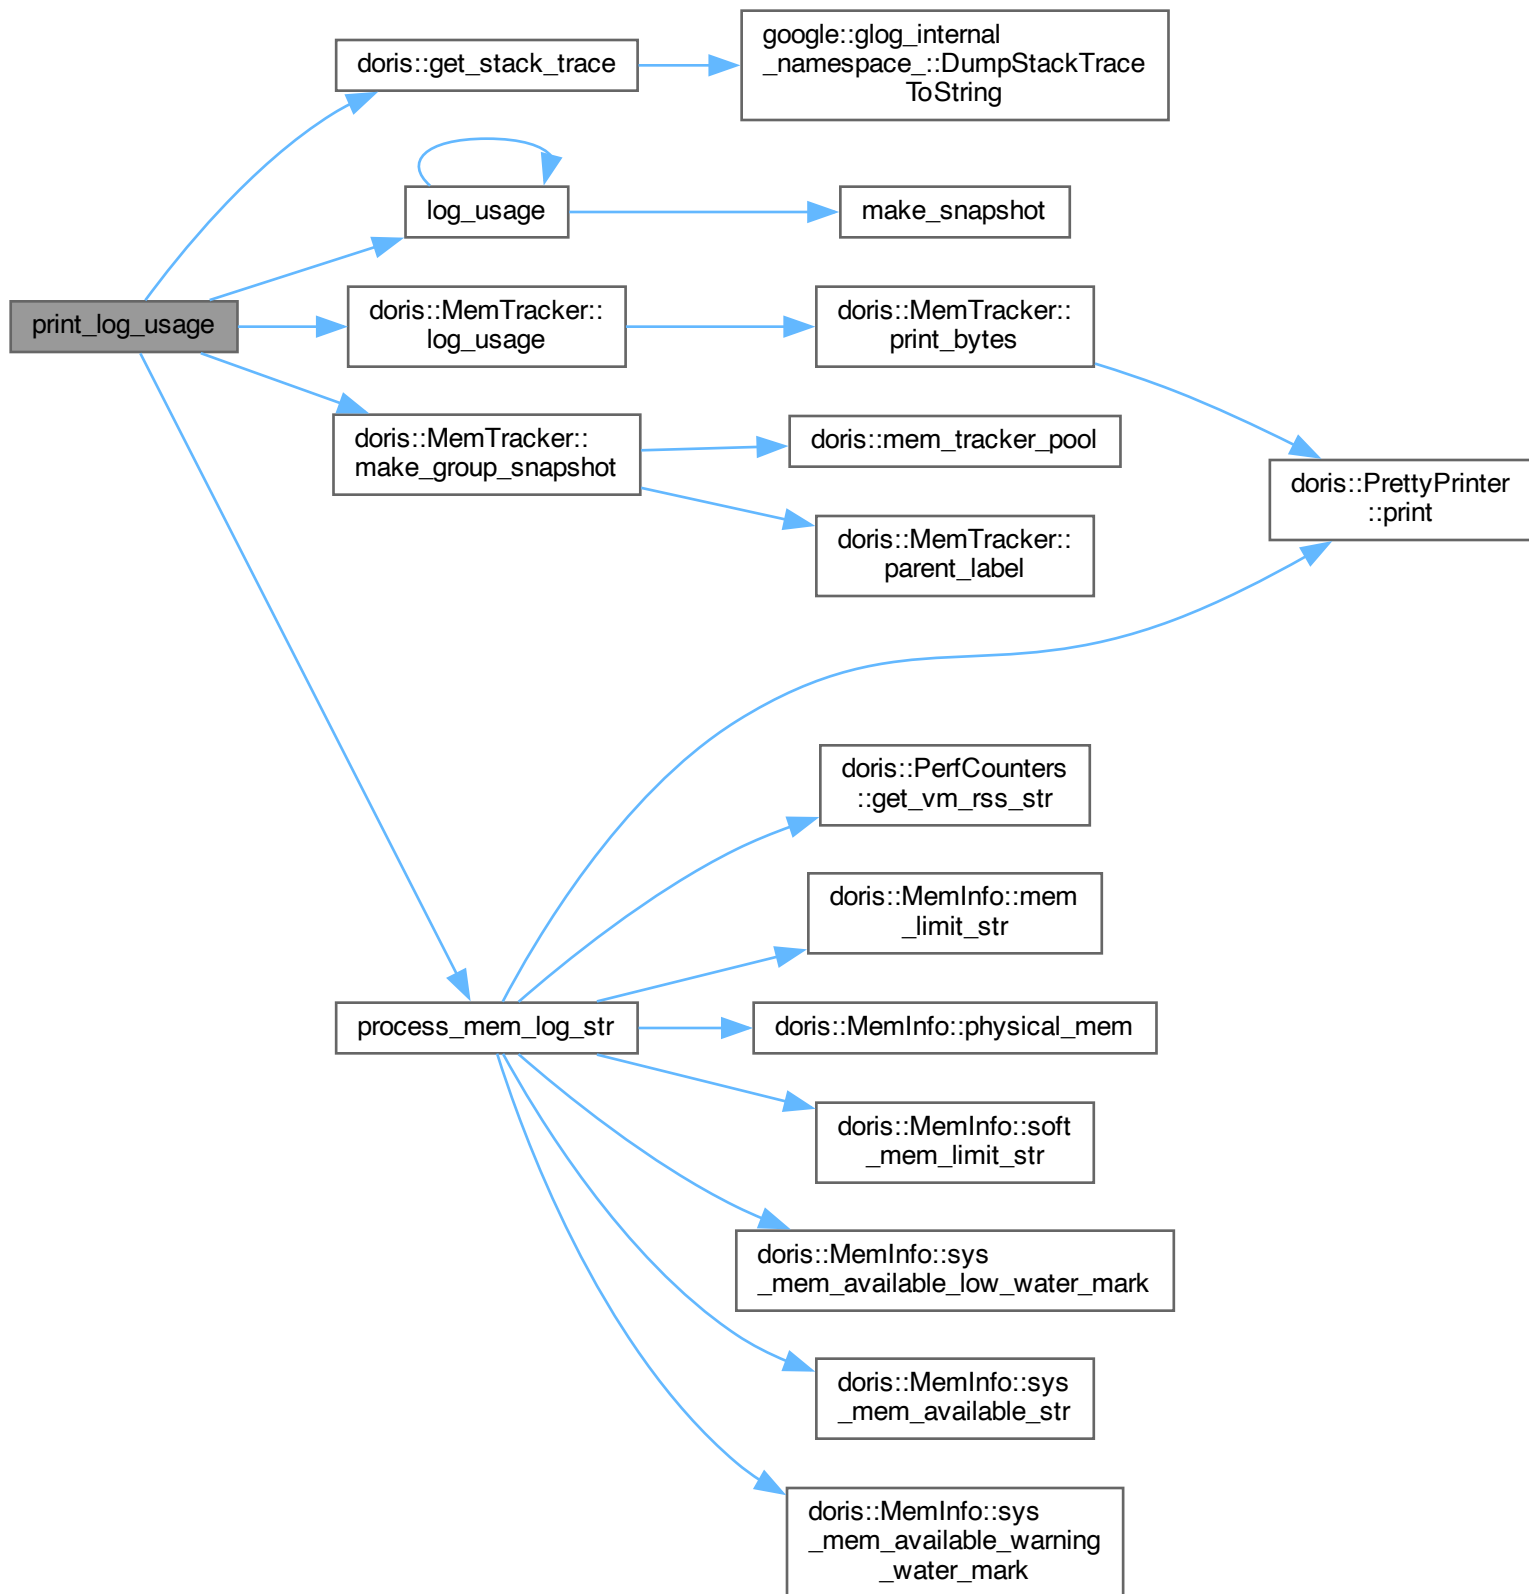 google::glog_internal
_namespace_::DumpStackTrace
ToString
doris::get_stack_trace
log_usage
make_snapshot
print_log_usage
doris::MemTracker::
log_usage
doris::MemTracker::
print_bytes
doris::MemTracker::
make_group_snapshot
doris::mem_tracker_pool
doris::PrettyPrinter
::print
doris::MemTracker::
parent_label
doris::PerfCounters
::get_vm_rss_str
doris::MemInfo::mem
_limit_str
process_mem_log_str
doris::MemInfo::physical_mem
doris::MemInfo::soft
_mem_limit_str
doris::MemInfo::sys
_mem_available_low_water_mark
doris::MemInfo::sys
_mem_available_str
doris::MemInfo::sys
_mem_available_warning
_water_mark